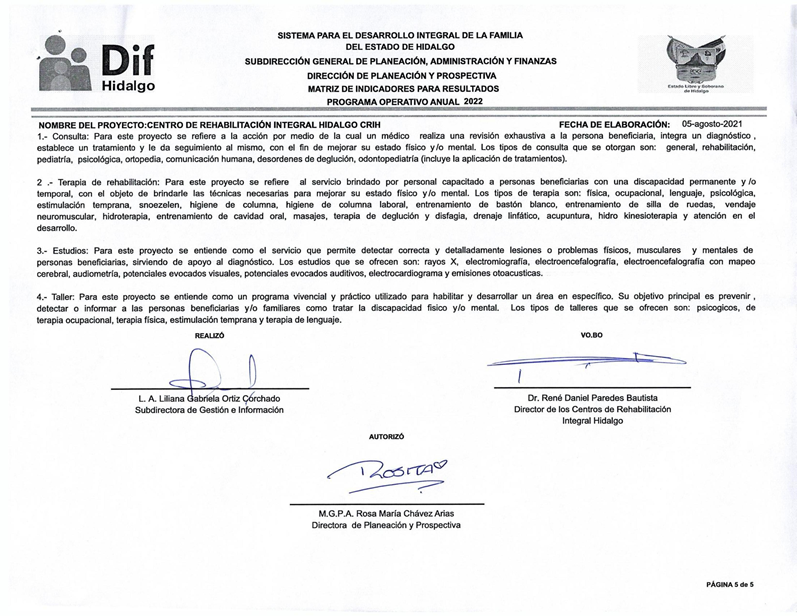 Dif
Hidalgo
SISTEMA PARA EL DESARROLLO INTEGRAL DE LA FAMILIA
DEL ESTADO DE HIDALGO
SUBDIRECCIÓN GENERAL DE PLANEACIÓN, ADMINISTRACIÓN Y FINANZAS
DIRECCIÓN DE PLANEACIÓN Y PROSPECTIVA
MATRIZ DE INDICADORES PARA RESULTADOS
PROGRAMA OPERATIVO ANUAL 2022
Estado Libre y Soberano
de Hidalgo
NOMBRE DEL PROYECTO:CENTRO DE REHABILITACIÓN INTEGRAL HIDALGO CRIH FECHA DE ELABORACIÓN: 05-agosto-2021
1.- Consulta: Para este proyecto se refiere a la acción por medio de la cual un médico realiza una revisión exhaustiva a la persona beneficiaria, integra un diagnóstico ,
establece un tratamiento y le da seguimiento al mismo, con el fin de mejorar su estado físico y/o mental. Los tipos de consulta que se otorgan son: general, rehabilitación,
pediatría, psicológica, ortopedia, comunicación humana, desordenes de deglución, odontopediatría (incluye la aplicación de tratamientos).
2 .- Terapia de rehabilitación: Para este proyecto se refiere al servicio brindado por personal capacitado a personas beneficiarias con una discapacidad permanente y /o
temporal, con el objeto de brindarle las técnicas necesarias para mejorar su estado físico y/o mental. Los tipos de terapia son: física, ocupacional, lenguaje, psicológica,
estimulación temprana, snoezelen, higiene de columna, higiene de columna laboral, entrenamiento de bastón blanco, entrenamiento de silla de ruedas, vendaje
neuromuscular, hidroterapia, entrenamiento de cavidad oral, masajes, terapia de deglución y disfagia, drenaje linfático, acupuntura, hidro kinesioterapia y atención en el
desarrollo.
3.- Estudios: Para este proyecto se entiende como el servicio que permite detectar correcta y detalladamente lesiones o problemas físicos, musculares y mentales de
personas beneficiarias, sirviendo de apoyo al diagnóstico. Los estudios que se ofrecen son: rayos X, electromiografía, electroencefalografía, electroencefalografía con mapeo
cerebral, audiometría, potenciales evocados visuales, potenciales evocados auditivos, electrocardiograma y emisiones otoacusticas.
4.- Taller: Para este proyecto se entiende como un programa vivencial y práctico utilizado para habilitar y desarrollar un área en específico. Su objetivo principal es prevenir ,
detectar o informar a las personas beneficiarias y/o familiares como tratar la discapacidad fisico y/o mental. Los tipos de talleres que se ofrecen son: psicogicos, de
terapia ocupacional, terapia física, estimulación temprana y terapia de lenguaje.
REALIZÓ VO.BO
L. A. Liliana Gabriela Ortiz Corchado
Subdirectora de Gestión e Información
Dr. René Daniel Paredes Bautista
Director de los Centros de Rehabilitación
Integral Hidalgo
AUTORIZÓ
ROSITA
M.G.P.A. Rosa María Chávez Arias
Directora de Planeación y Prospectiva
PÁGINA 5 de 5